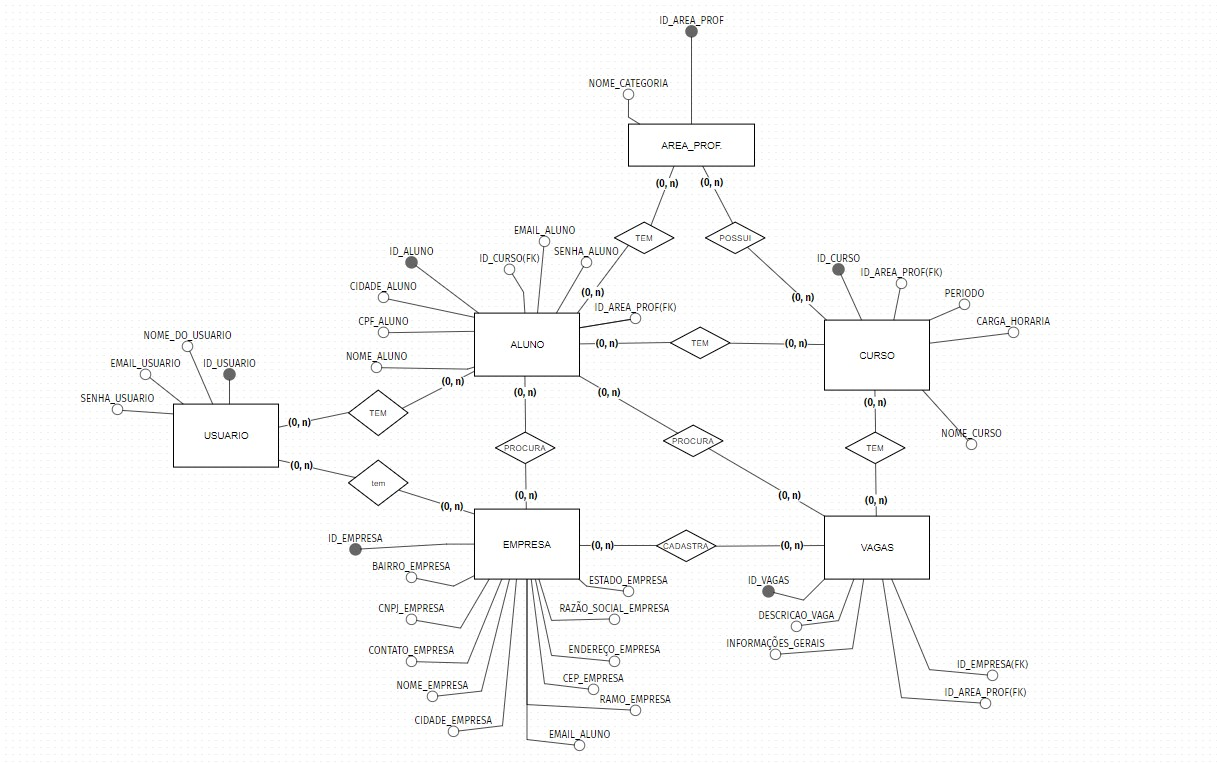 ID_AREA_PROF
NOME_CATEGORIA
AREA_PROF.
(0, n)
(0, n)
TEM
POSSUI
EMAIL_ALUNO
ID_ALUNO
ID_CURSO(FK)
SENHA_ALUNO
CIDADE_ALUNO
(0, n)
ID_AREA_PROF(FK)
CPF_ALUNO
NOME_ALUNO
ALUNO
(0, n)
TEM
(0, n)
(0, n)
ID_CURSO
ID_AREA_PROF(FK)
PERIODO
CARGA_HORARIA
CURSO
NOME_CURSO
NOME_DO_USUARIO
EMAIL_USUARIO
ID_USUARIO
SENHA_USUARIO
USUARIO
(0, n)
TEM
(0, n)
(0, n)
tem
(0, n)
(0, n)
PROCURA
(0, n)
(0, n)
PROCURA
(0, n)
(0, n)
TEM
(0, n)
EMPRESA
(0, n)
CADASTRA
(0, n)
VAGAS
ID_EMPRESA
BAIRRO_EMPRESA
CNPJ_EMPRESA
CONTATO_EMPRESA
NOME_EMPRESA
CIDADE_EMPRESA
ESTADO_EMPRESA
RAZÃO_SOCIAL_EMPRESA
ENDEREÇO_EMPRESA
CEP_EMPRESA
RAMO_EMPRESA
EMAIL_ALUNO
ID_VAGAS
DESCRICAO_VAGA
INFORMAÇÕES_GERAIS
ID_EMPRESA(FK)
ID_AREA_PROF(FK)